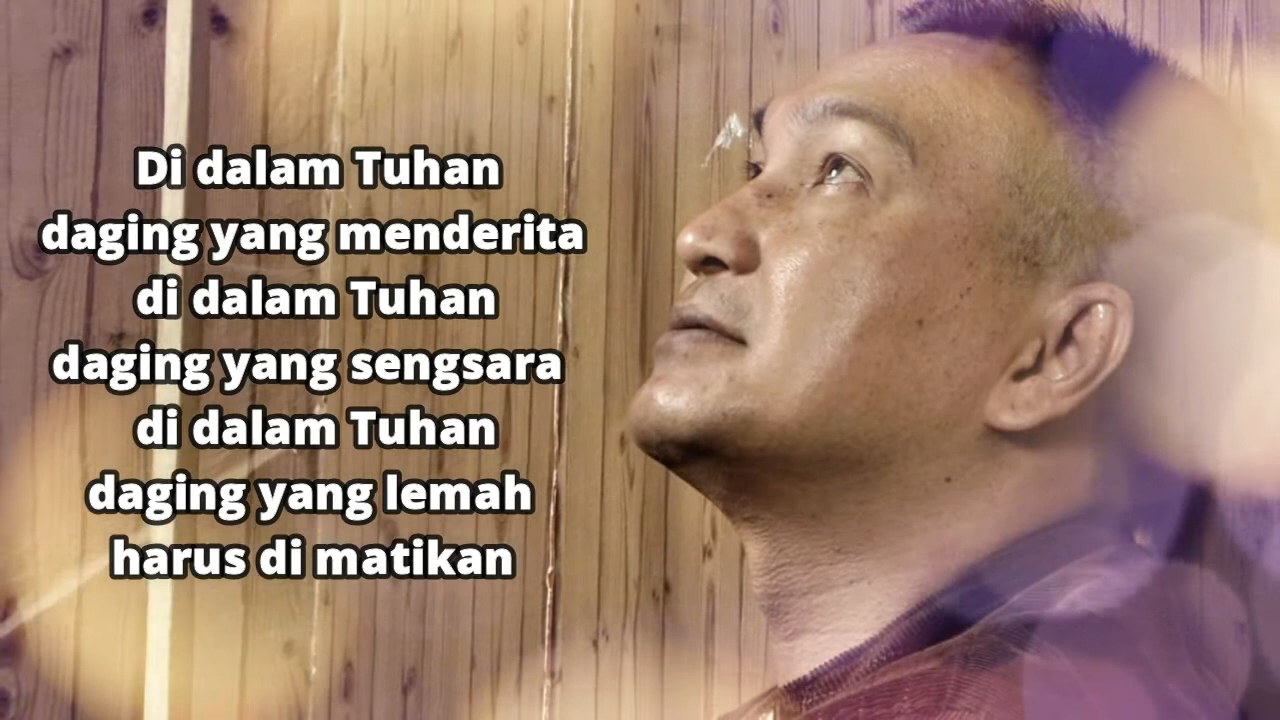 Di dalam Tuhan
daging yang menderita
di dalam Tuhan
daging yang sengsara
di dalam Tuhan
daging yang lemah
harus di matikan